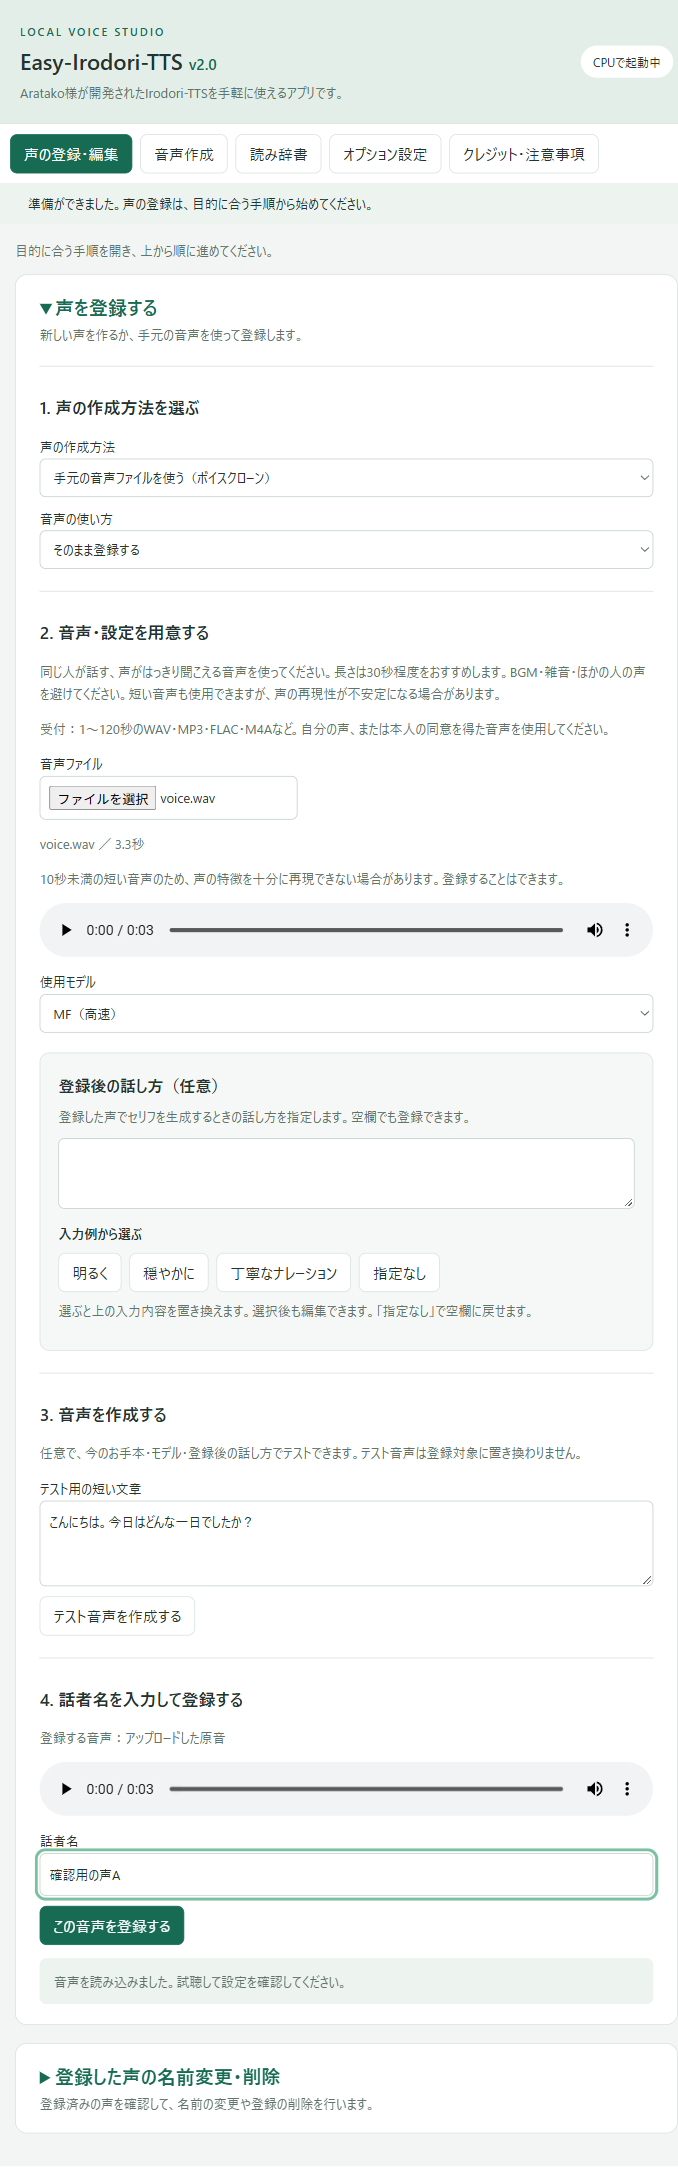 LOCAL VOICE STUDIO
Easy-Irodori-TTS v2.0
CPUで起動中
Aratako様が開発されたIrodori-TTSを手軽に使えるアプリです。
声の登録・編集
音声作成
読み辞書
オプション設定
クレジット・注意事項
準備ができました。声の登録は、目的に合う手順から始めてください。
目的に合う手順を開き、上から順に進めてください。
▼声を登録する
新しい声を作るか、手元の音声を使って登録します。
1. 声の作成方法を選ぶ
声の作成方法
手元の音声ファイルを使う（ボイスクローン）
音声の使い方
そのまま登録する
2. 音声・設定を用意する
同じ人が話す、声がはっきり聞こえる音声を使ってください。長さは30秒程度をおすすめします。BGM・雑音・ほかの人の声
を避けてください。短い音声も使用できますが、声の再現性が不安定になる場合があります。
受付：1～120秒のWAV・MP3・FLAC・M4Aなど。自分の声、または本人の同意を得た音声を使用してください。
音声ファイル
ファイルを選択 voice.wav
voice.wav ／ 3.3秒
10秒未満の短い音声のため、声の特徴を十分に再現できない場合があります。登録することはできます。
0:00 / 0:03
使用モデル
MF（高速）
登録後の話し方（任意）
登録した声でセリフを生成するときの話し方を指定します。空欄でも登録できます。
入力例から選ぶ
明るく
穏やかに
丁寧なナレーション
指定なし
選ぶと上の入力内容を置き換えます。選択後も編集できます。「指定なし」で空欄に戻せます。
3. 音声を作成する
任意で、今のお手本・モデル・登録後の話し方でテストできます。テスト音声は登録対象に置き換わりません。
テスト用の短い文章
こんにちは。今日はどんな一日でしたか？
テスト音声を作成する
4. 話者名を入力して登録する
登録する音声：アップロードした原音
0:00 / 0:03
話者名
確認用の声A
この音声を登録する
音声を読み込みました。試聴して設定を確認してください。
▶登録した声の名前変更・削除
登録済みの声を確認して、名前の変更や登録の削除を行います。